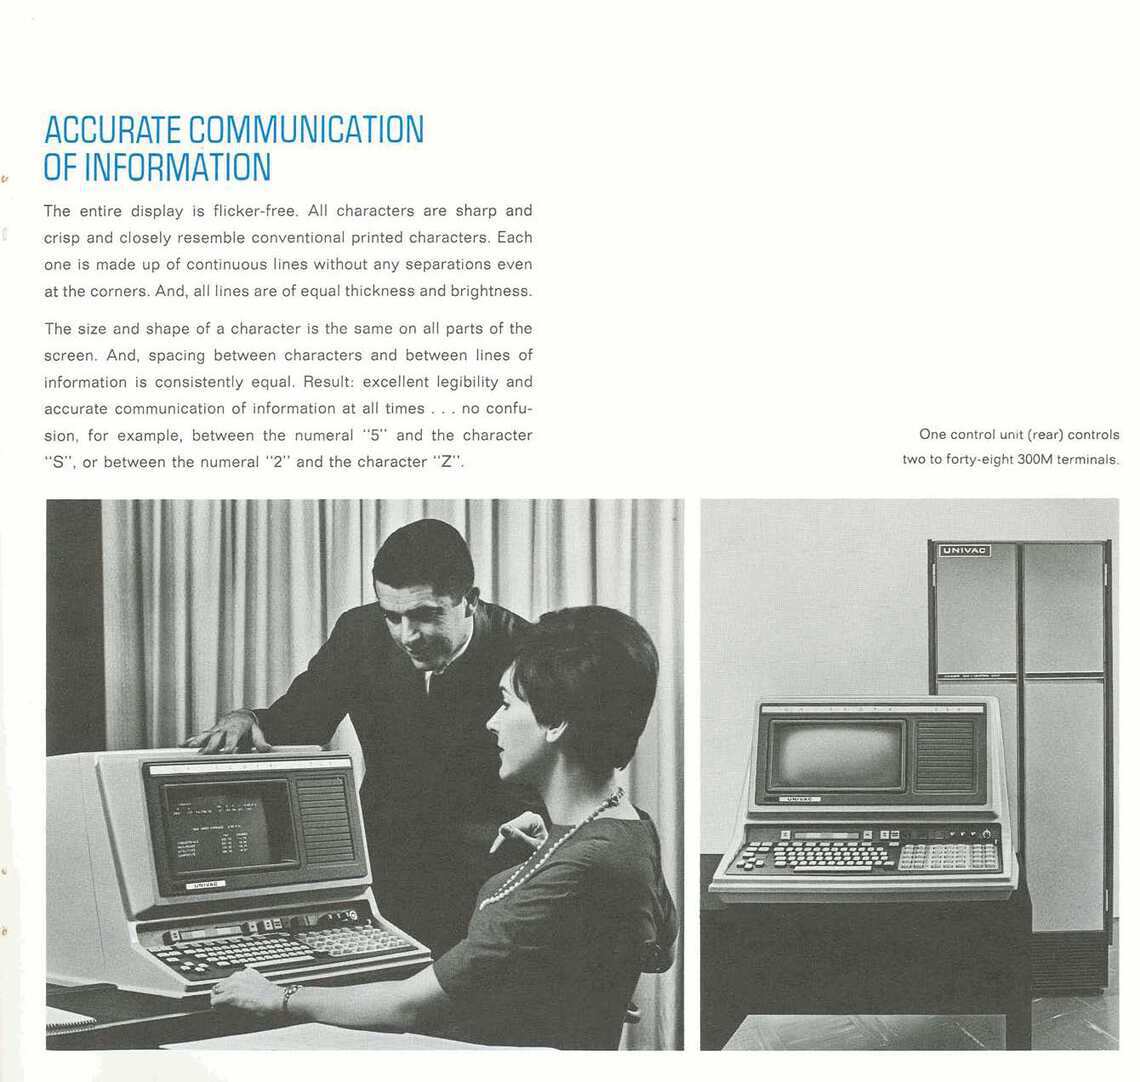 ACCURATE COMMUNICATION
OF INFORMATION
The entire display is flicker-free. All characters are sharp and
crisp and closely resemble conventional printed characters. Each
one is made up of continuous lines without any separations even
at the corners. And, all lines are of equal thickness and brightness.
The size and shape of a character is the same on all parts of the
screen. And, spacing between characters and between lines of
information is consistently equal. Result: excellent legibility and
accurate communication of information at all times . . . no confu-
sion, for example, between the numeral "5" and the character
"S", or between the numeral "2" and the character "Z".
One control unit (rear) controls
two to forty-eight 300M terminals.
UNIVAC
UNIVAC
UNIVAC